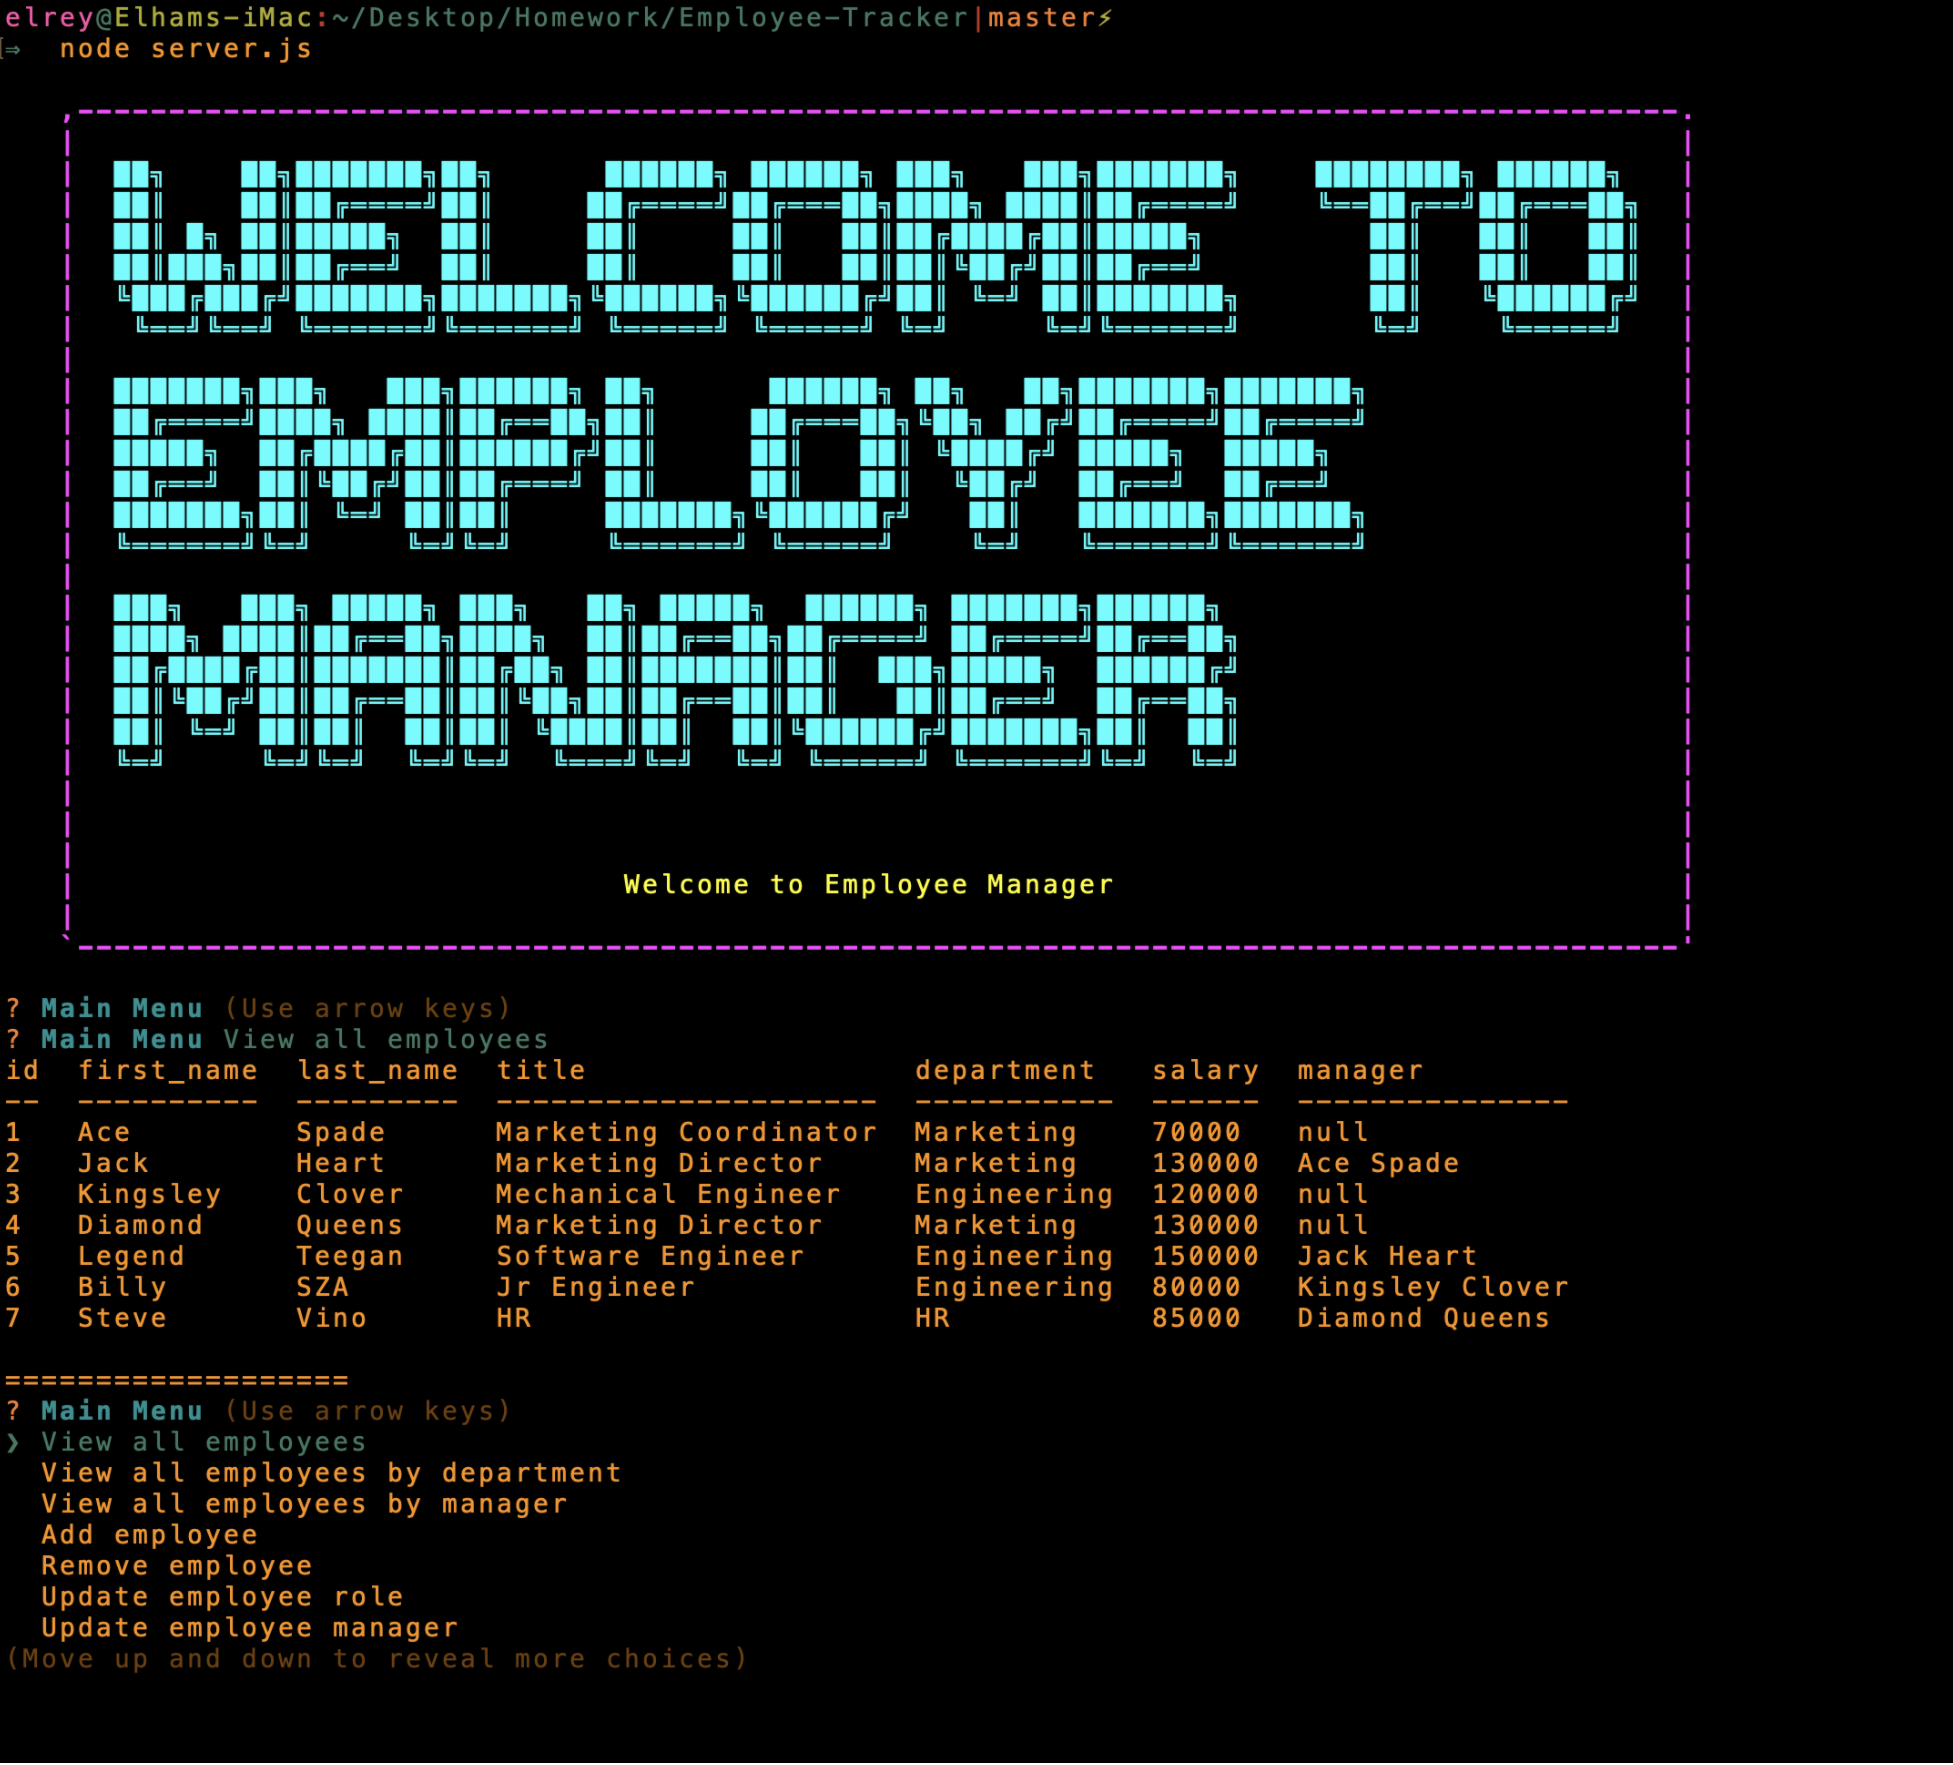 elrey@Elhams-iMac:~/Desktop/Homework/Employee-Tracker|master⚡
⇒  node server.js
WELCOME TO
EMPLOYEE
MANAGER
Welcome to Employee Manager
? Main Menu (Use arrow keys)
? Main Menu View all employees
id  first_name  last_name  title                  department   salary  manager
--  ----------  ---------  ---------------------  -----------  ------  ---------------
1   Ace         Spade      Marketing Coordinator  Marketing    70000   null
2   Jack        Heart      Marketing Director     Marketing    130000  Ace Spade
3   Kingsley    Clover     Mechanical Engineer    Engineering  120000  null
4   Diamond     Queens     Marketing Director     Marketing    130000  null
5   Legend      Teegan     Software Engineer      Engineering  150000  Jack Heart
6   Billy       SZA        Jr Engineer            Engineering  80000   Kingsley Clover
7   Steve       Vino       HR                     HR           85000   Diamond Queens
===================
? Main Menu (Use arrow keys)
❯ View all employees
  View all employees by department
  View all employees by manager
  Add employee
  Remove employee
  Update employee role
  Update employee manager
(Move up and down to reveal more choices)